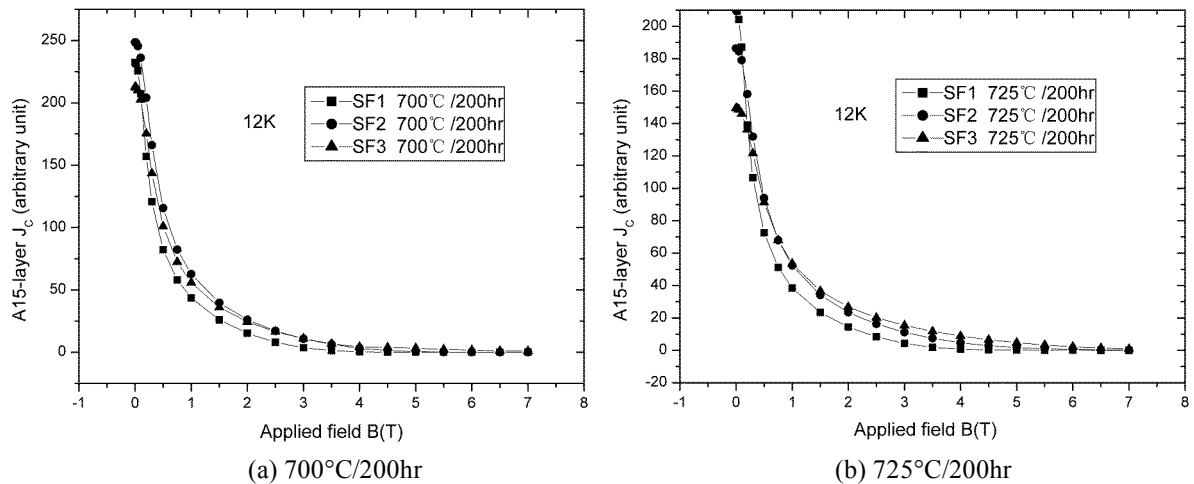 250
200
150
100
50
0
A15-layer J_C (arbitrary unit)
12K
SF1 700℃ /200hr
SF2 700℃ /200hr
SF3 700℃ /200hr
-1 0 1 2 3 4 5 6 7 8
Applied field B(T)
(a) 700°C/200hr
200
180
160
140
120
100
80
60
40
20
0
-20
A15-layer J_C (arbitrary unit)
12K
SF1 725℃ /200hr
SF2 725℃ /200hr
SF3 725℃ /200hr
-1 0 1 2 3 4 5 6 7 8
Applied field B(T)
(b) 725°C/200hr